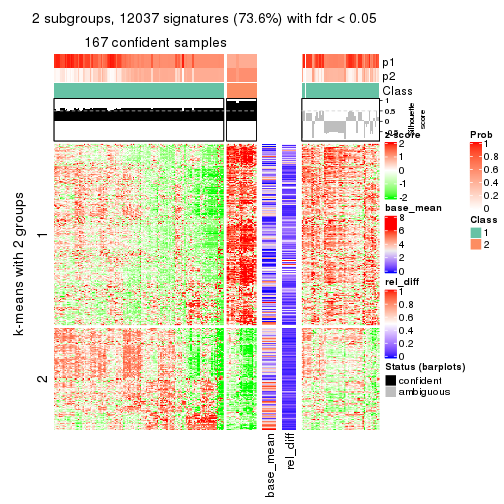 2 subgroups, 12037 signatures (73.6%) with fdr < 0.05
167 confident samples
p1
p2
Class
1
0.5
0
-0.5
Silhouette
score
k-means with 2 groups
1
2
base_mean
rel_diff
z-score
2
1
0
-1
-2
base_mean
8
6
4
2
0
rel_diff
1
0.8
0.6
0.4
0.2
0
Status (barplots)
confident
ambiguous
Prob
1
0.8
0.6
0.4
0.2
0
Class
1
2